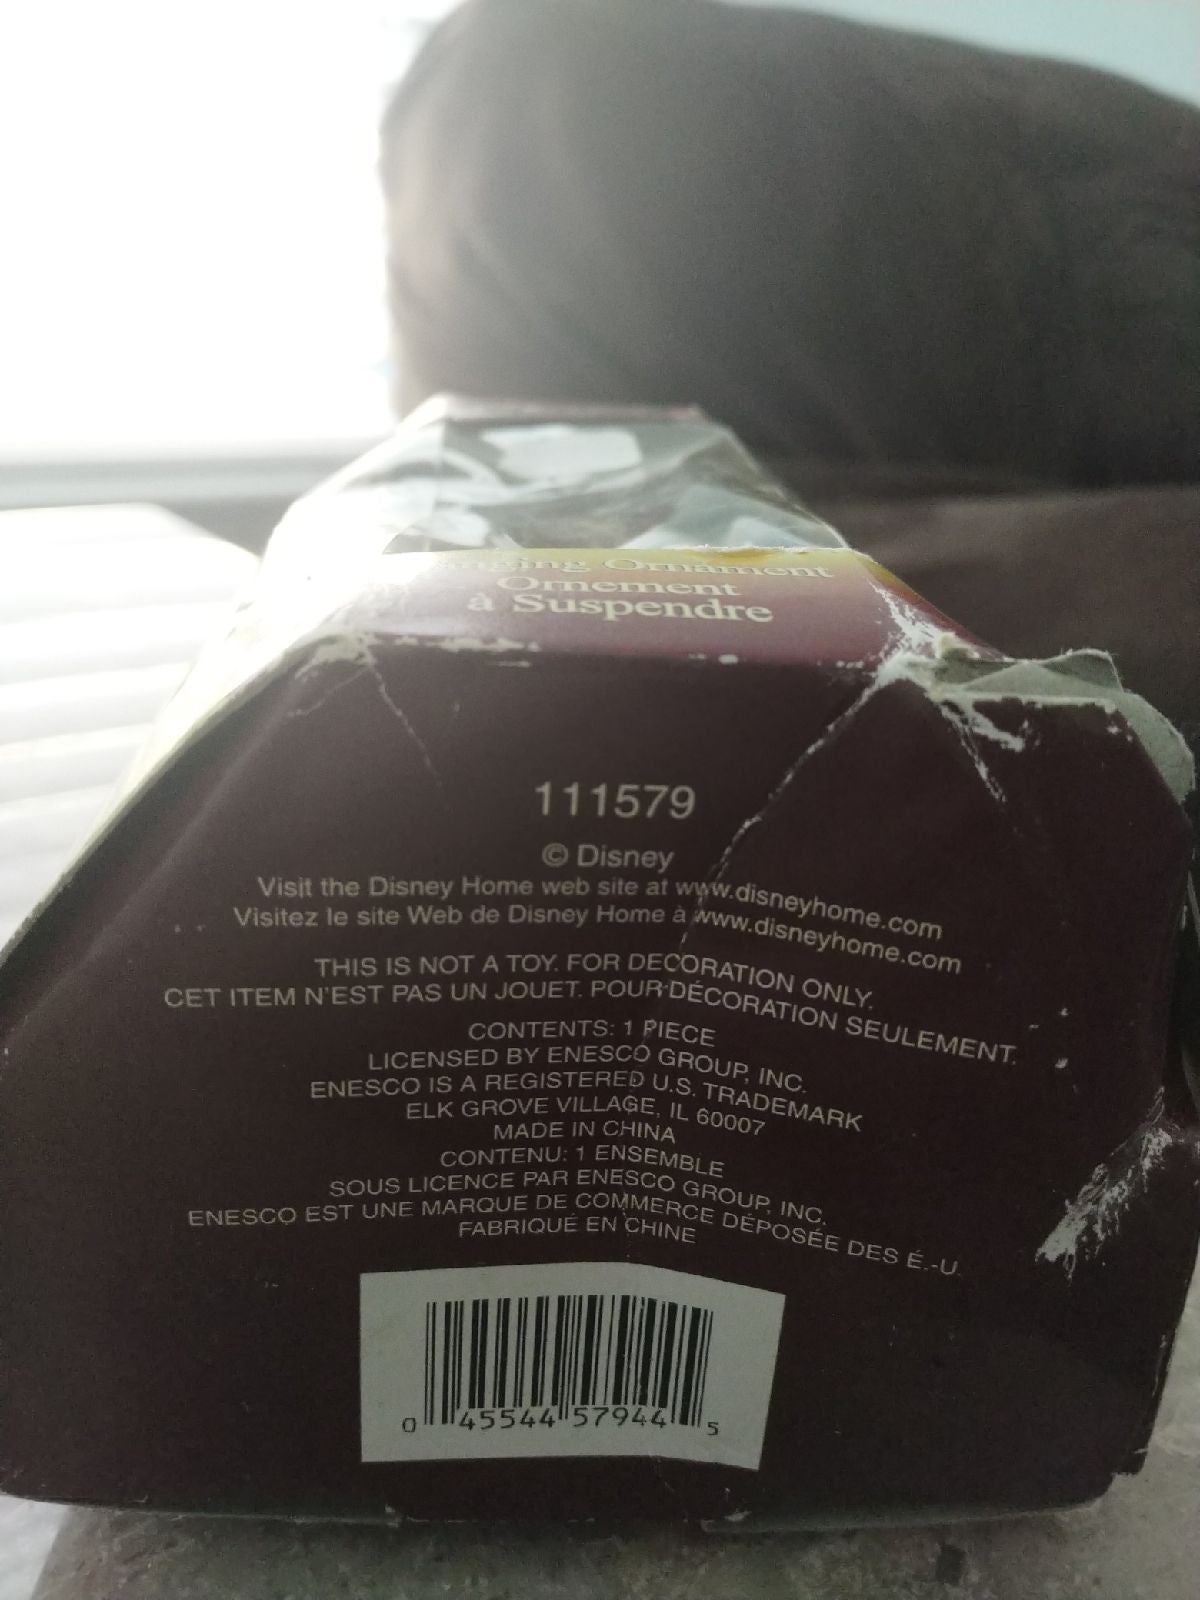 Ornament
Ornement
à Suspendre
111579
© Disney
Visit the Disney Home web site at www.disneyhome.com
Visitez le site Web de Disney Home à www.disneyhome.com
THIS IS NOT A TOY. FOR DECORATION ONLY.
CET ITEM N'EST PAS UN JOUET. POUR DÉCORATION SEULEMENT.
CONTENTS: 1 PIECE
LICENSED BY ENESCO GROUP, INC.
ENESCO IS A REGISTERED U.S. TRADEMARK
ELK GROVE VILLAGE, IL 60007
MADE IN CHINA
CONTENU: 1 ENSEMBLE
SOUS LICENCE PAR ENESCO GROUP, INC.
ENESCO EST UNE MARQUE DE COMMERCE DÉPOSÉE DES É.-U.
FABRIQUÉ EN CHINE
0 45544 57944 5